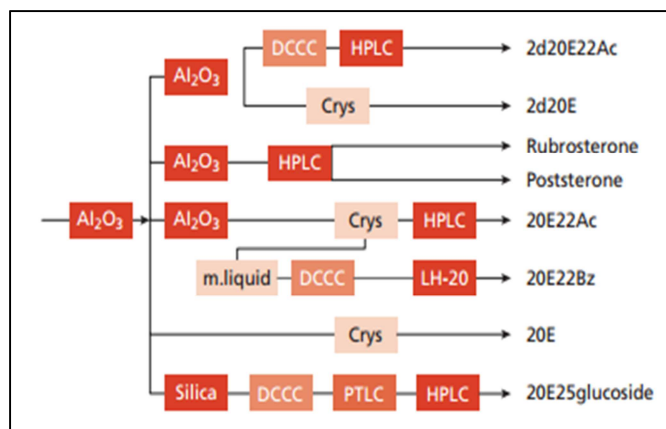 DCCC HPLC 2d20E22Ac
Al₂O₃
Crys 2d20E
Rubrosterone
Al₂O₃ HPLC
Poststerone
Al₂O₃ Al₂O₃ Crys HPLC 20E22Ac
m.liquid DCCC LH-20 20E22Bz
Crys 20E
Silica DCCC PTLC HPLC 20E25glucoside